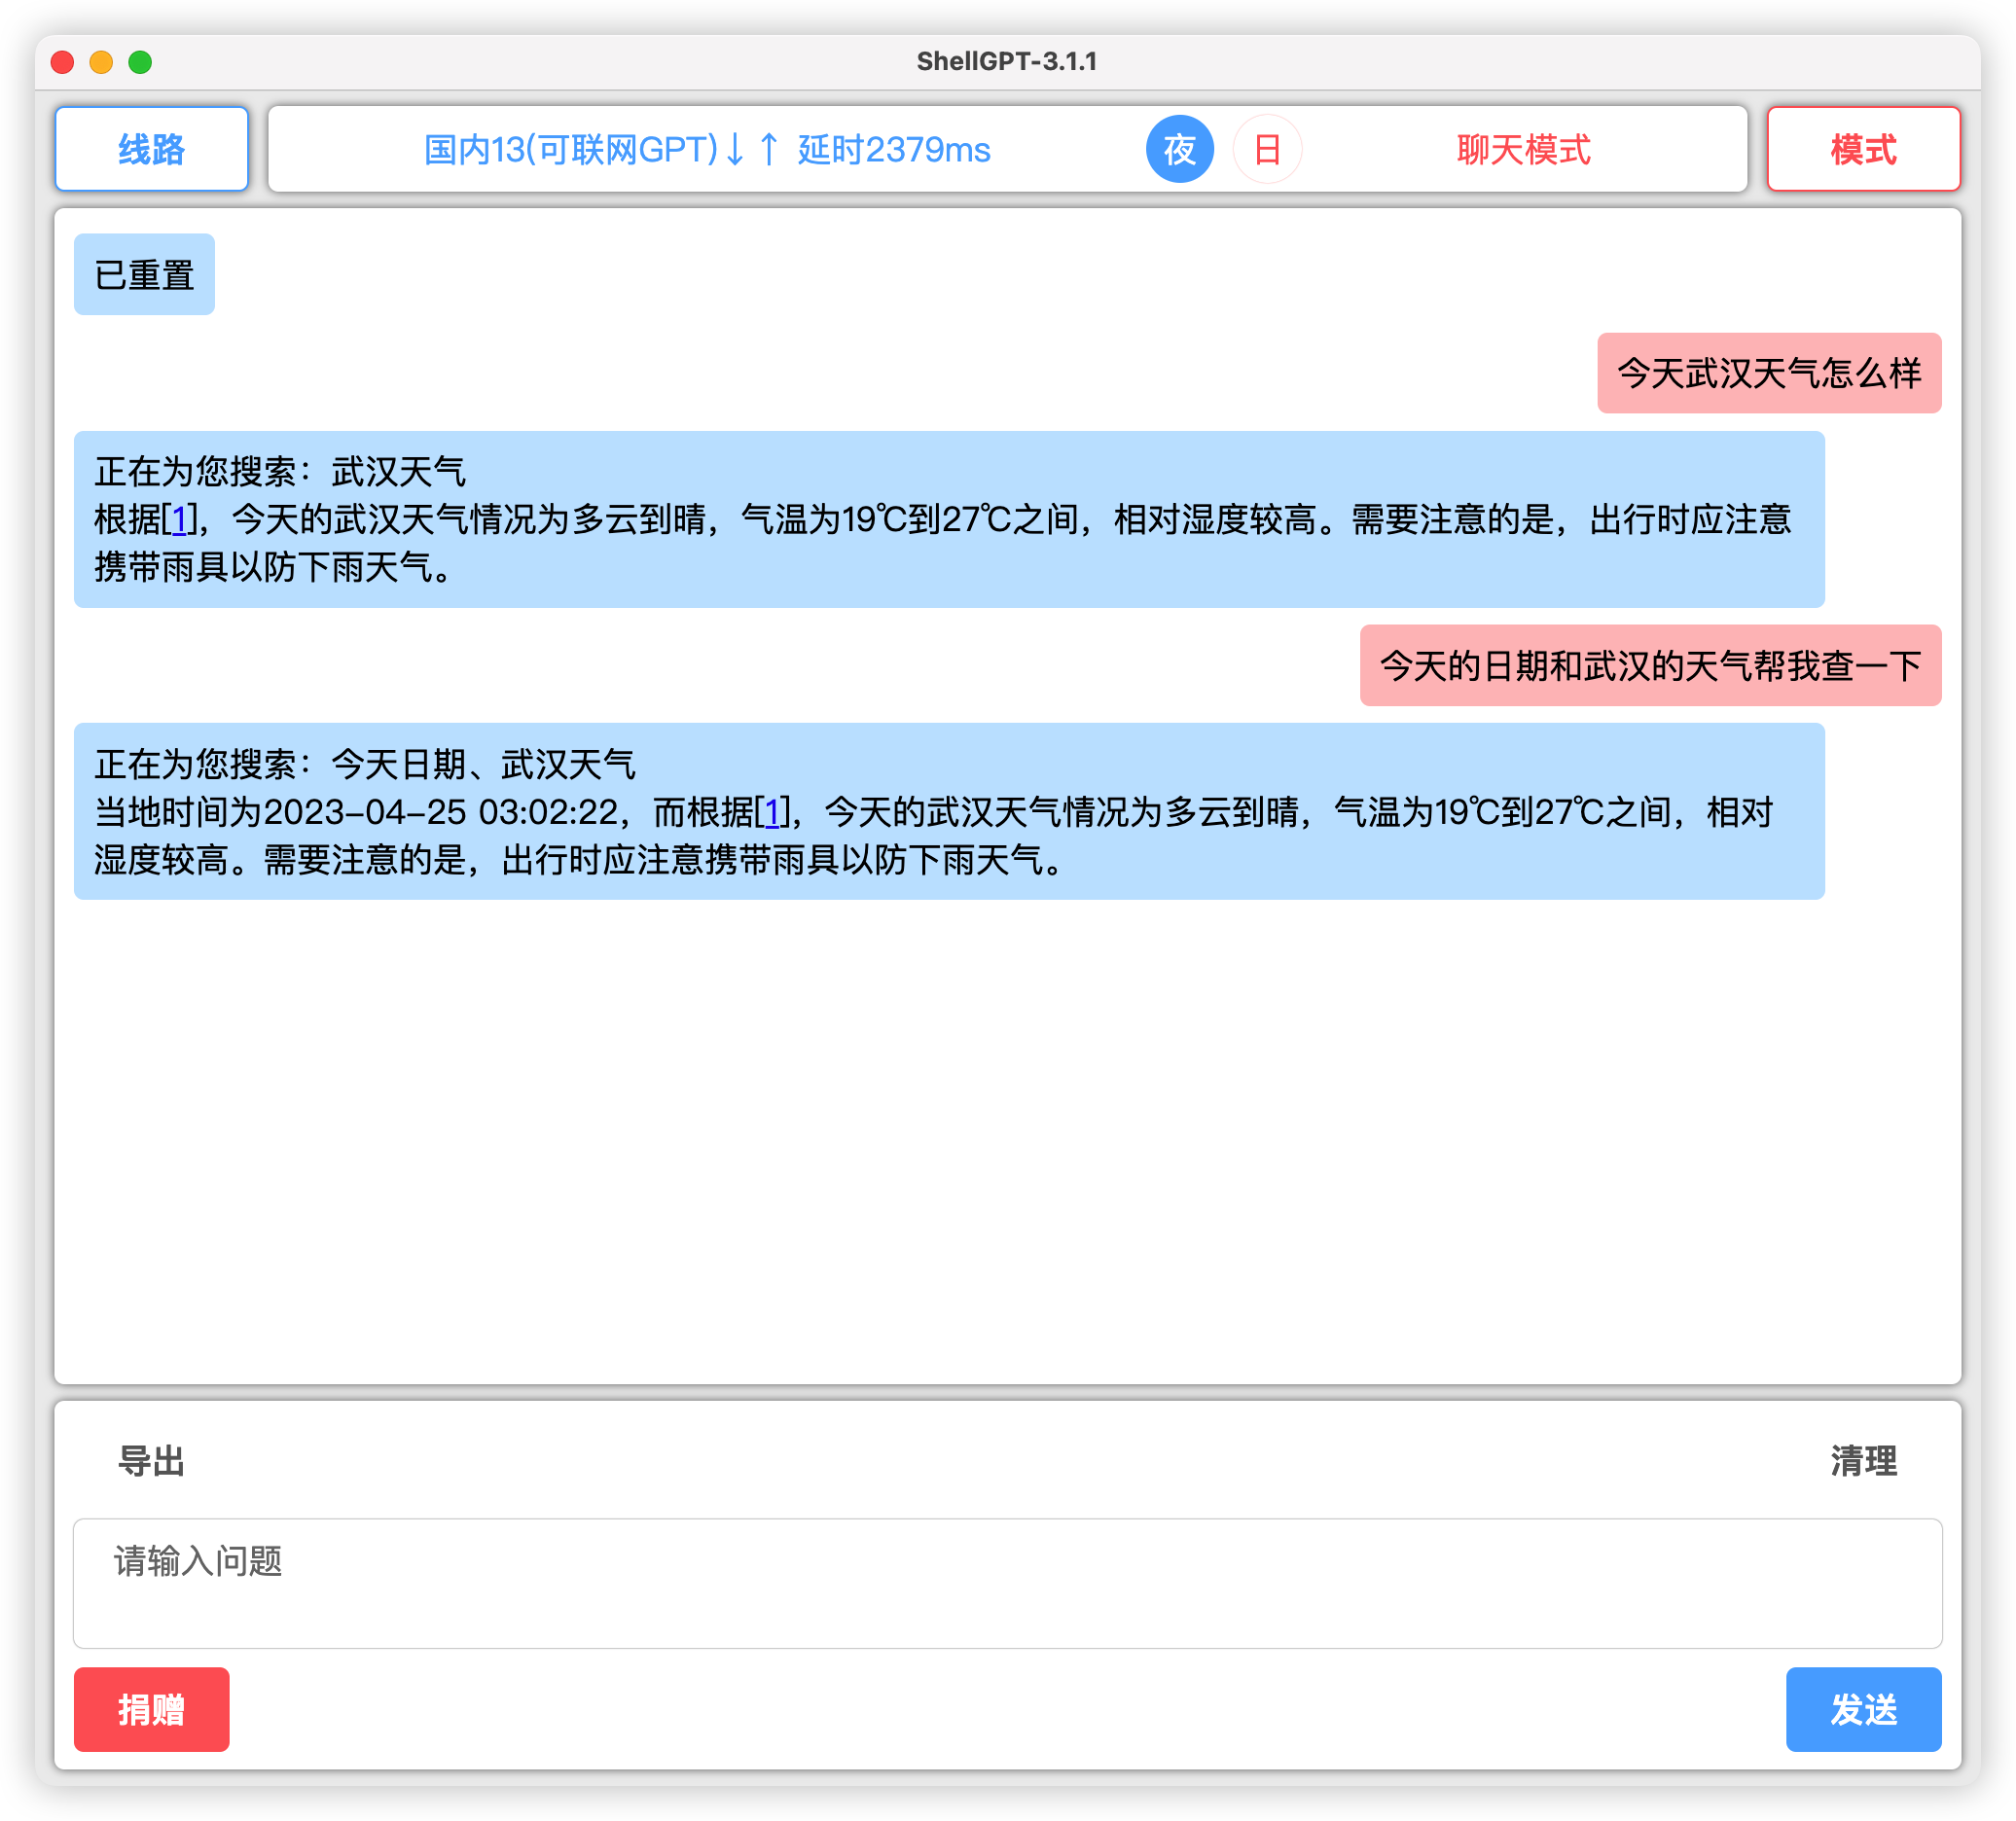 ShellGPT-3.1.1
线路
国内13(可联网GPT)↓↑ 延时2379ms
夜
日
聊天模式
模式
已重置
今天武汉天气怎么样
正在为您搜索：武汉天气
根据[1]，今天的武汉天气情况为多云到晴，气温为19℃到27℃之间，相对湿度较高。需要注意的是，出行时应注意
携带雨具以防下雨天气。
今天的日期和武汉的天气帮我查一下
正在为您搜索：今天日期、武汉天气
当地时间为2023-04-25 03:02:22，而根据[1]，今天的武汉天气情况为多云到晴，气温为19℃到27℃之间，相对
湿度较高。需要注意的是，出行时应注意携带雨具以防下雨天气。
导出
清理
请输入问题
捐赠
发送